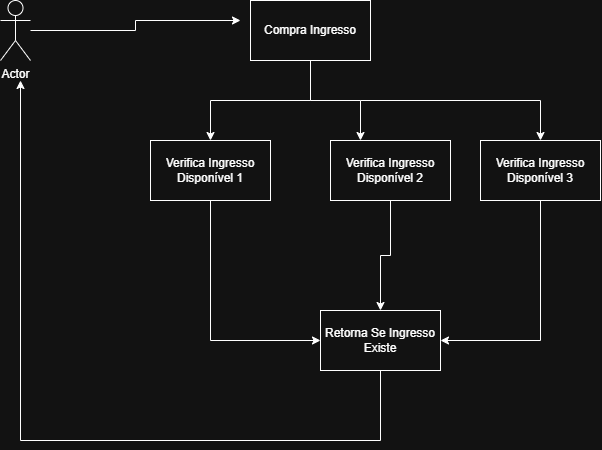 Compra Ingresso
Actor
Verifica Ingresso
Disponível 1
Verifica Ingresso
Disponível 2
Verifica Ingresso
Disponível 3
Retorna Se Ingresso
Existe